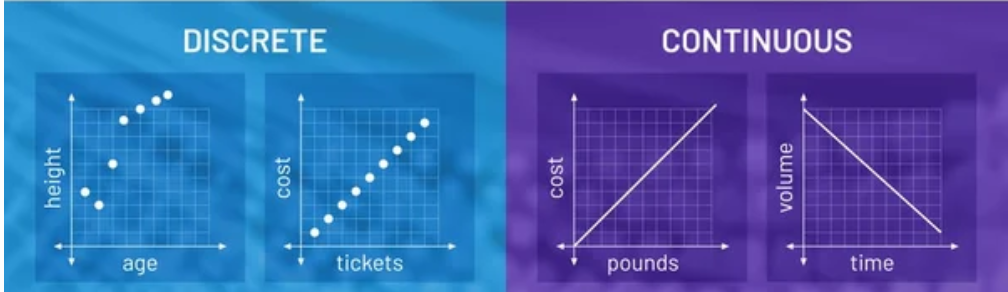 DISCRETE
height
age
cost
tickets
CONTINUOUS
cost
pounds
volume
time